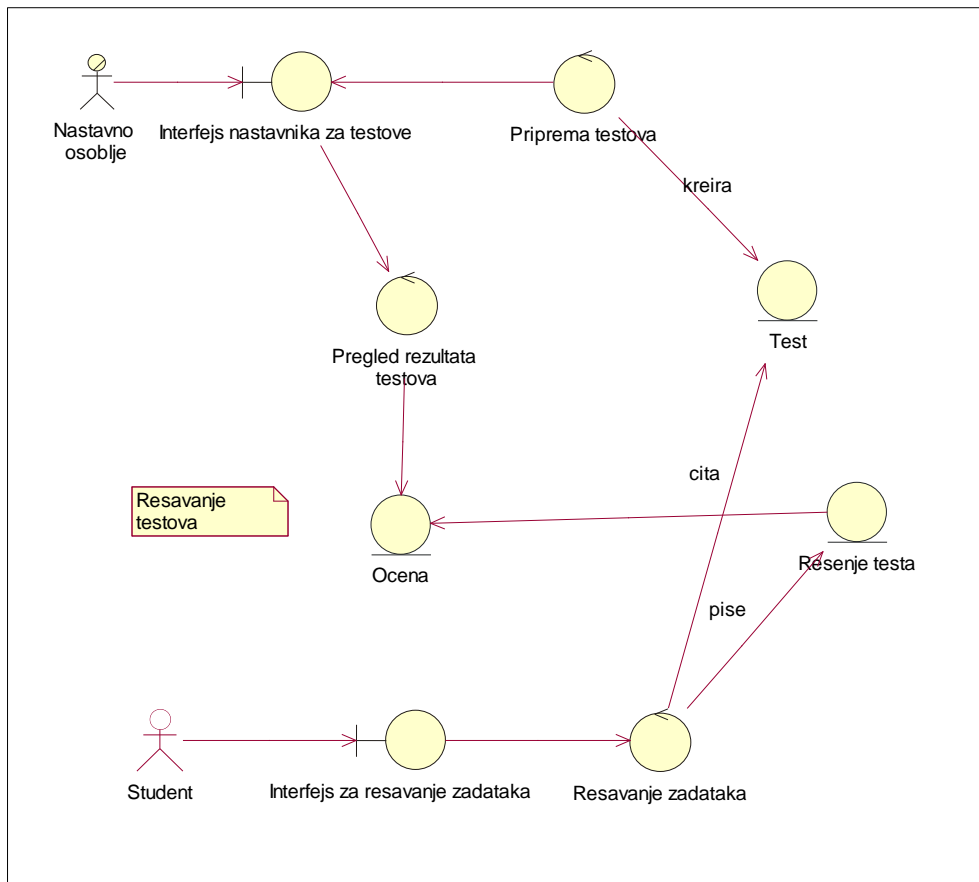 Nastavno
osoblje
Interfejs nastavnika za testove
Priprema testova
kreira
Test
Pregled rezultata
testova
cita
Resavanje
testova
Ocena
Resenje testa
pise
Student
Interfejs za resavanje zadataka
Resavanje zadataka